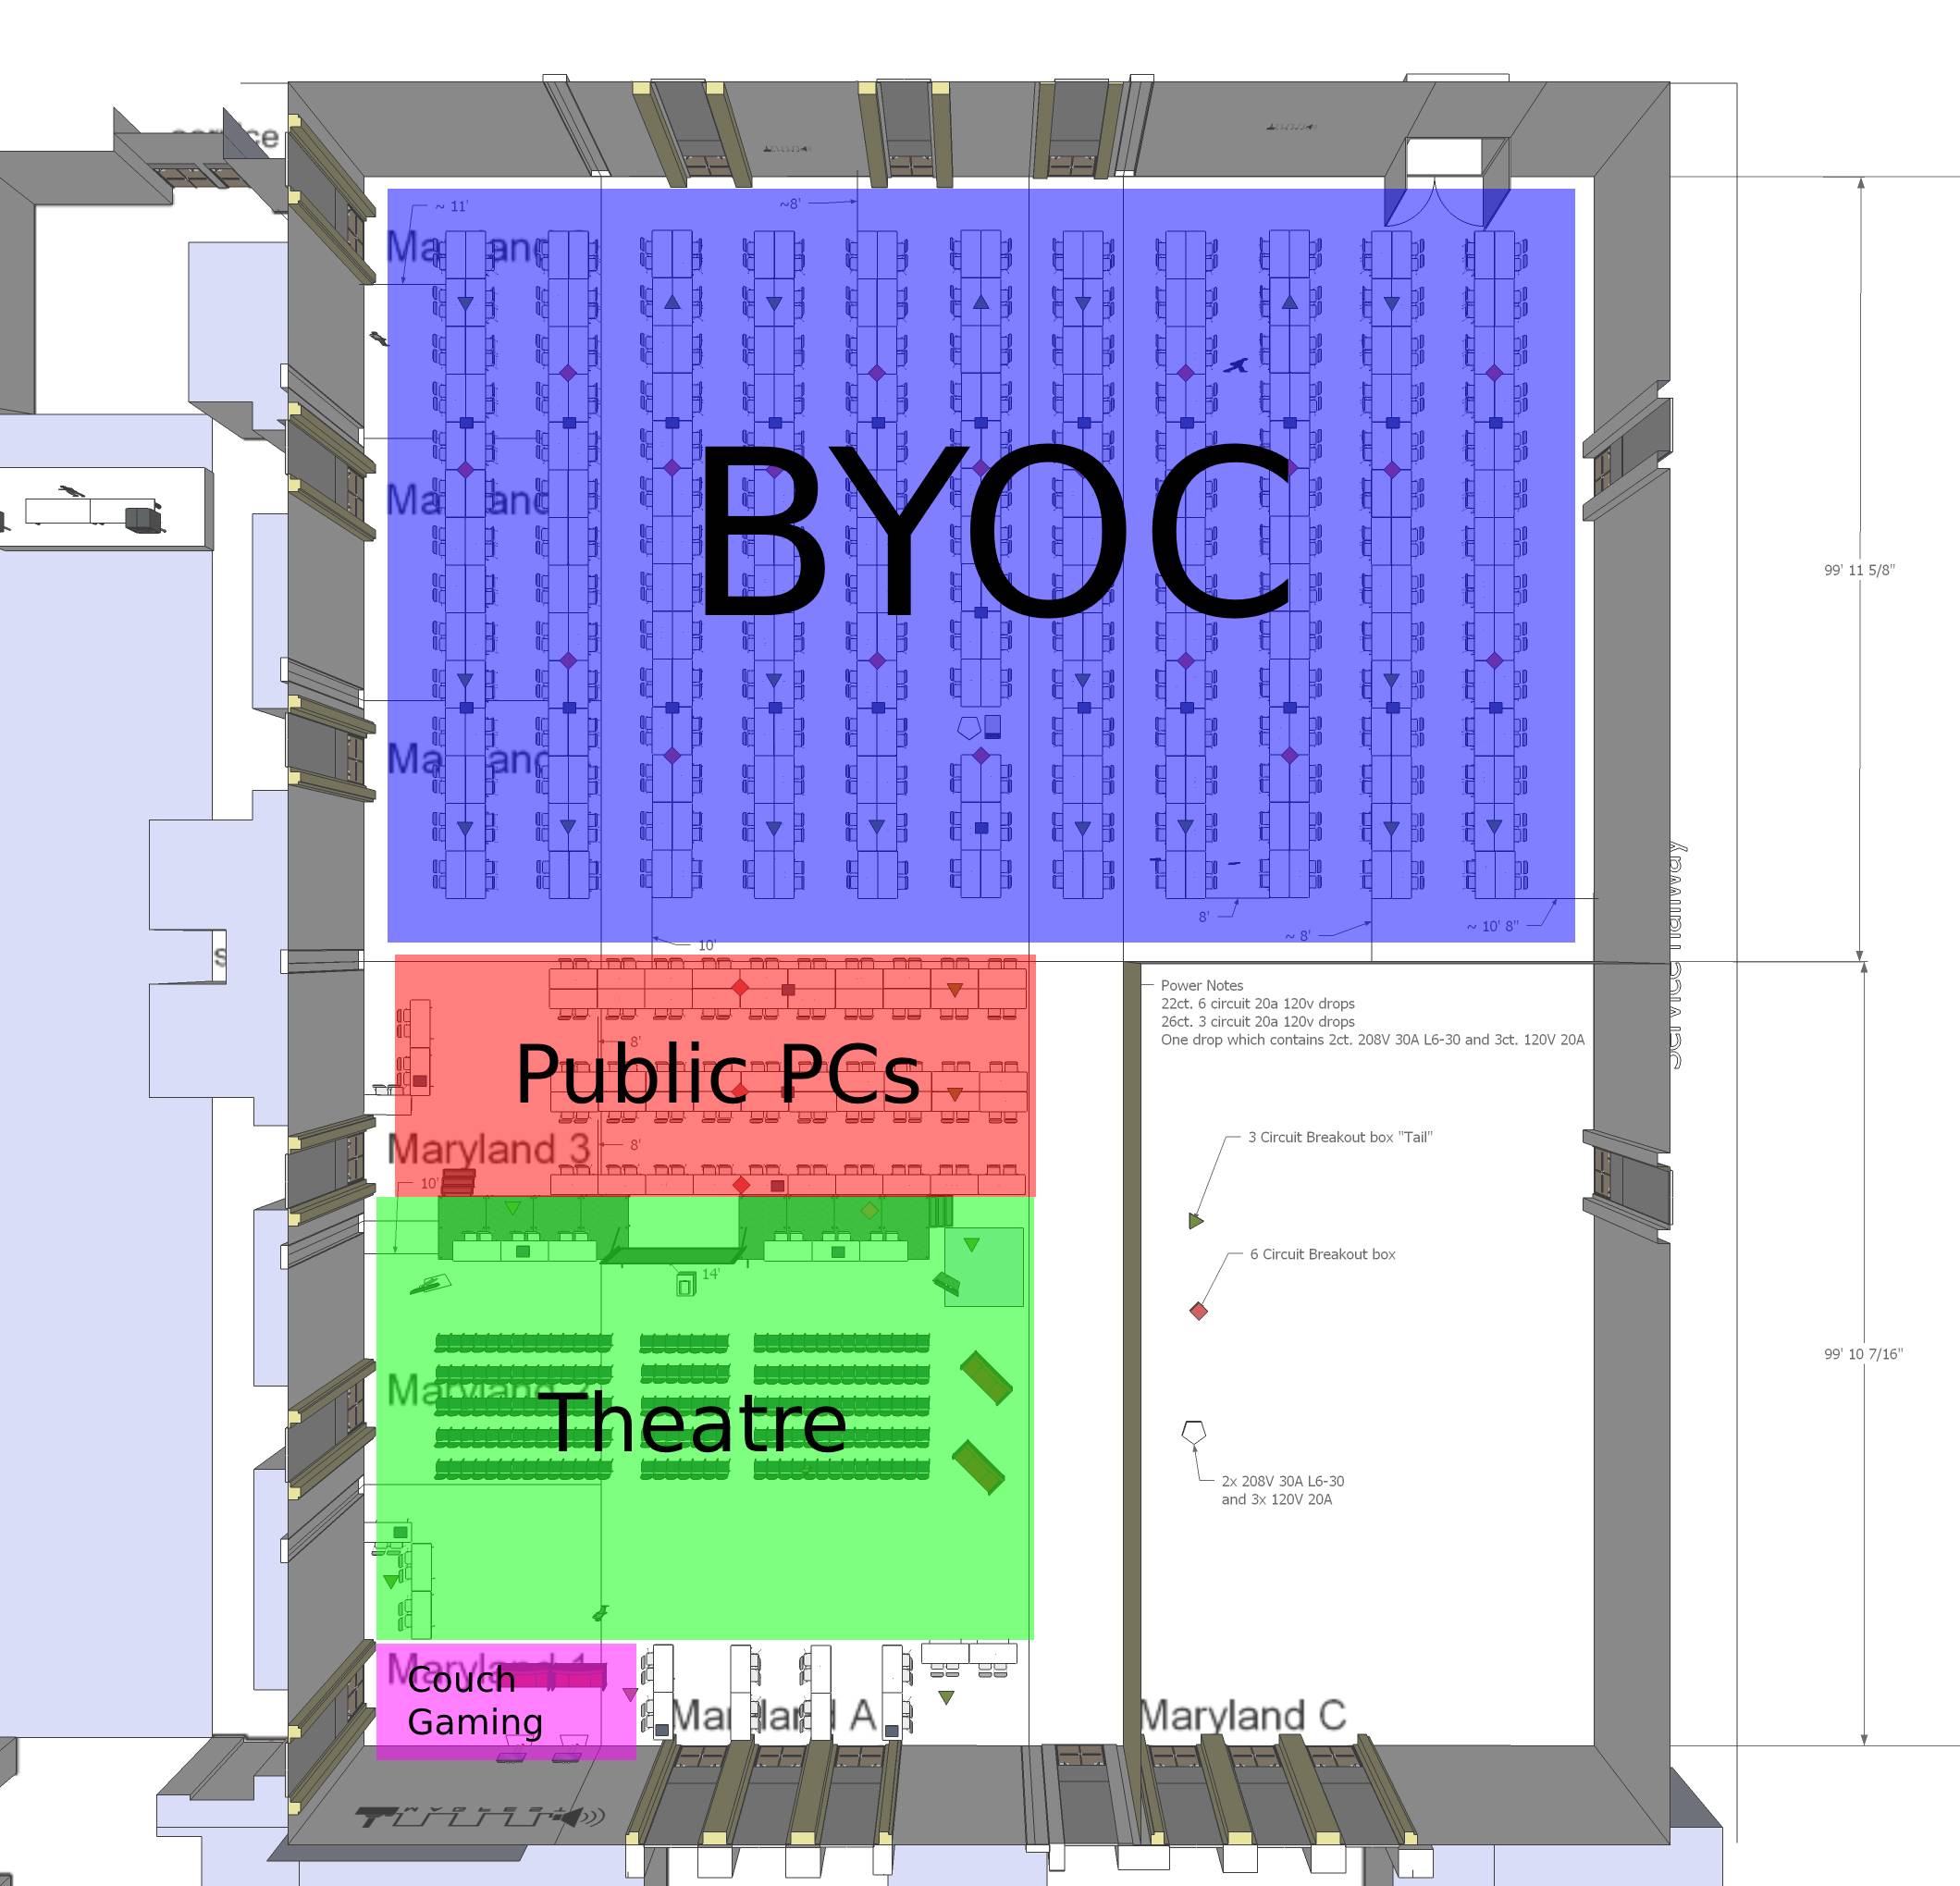 ~ 11'
~8'
Maryland
BYOC
Maryland
Maryland
99' 11 5/8"
8'
~ 8'
~ 10' 8"
10'
Power Notes
22ct. 6 circuit 20a 120v drops
26ct. 3 circuit 20a 120v drops
One drop which contains 2ct. 208V 30A L6-30 and 3ct. 120V 20A
Service Hallway
8'
Public PCs
8'
Maryland 3
10'
3 Circuit Breakout box "Tail"
6 Circuit Breakout box
14'
99' 10 7/16"
Maryland 2
Theatre
2x 208V 30A L6-30
and 3x 120V 20A
Maryland 1
Couch
Gaming
Maryland A
Maryland C